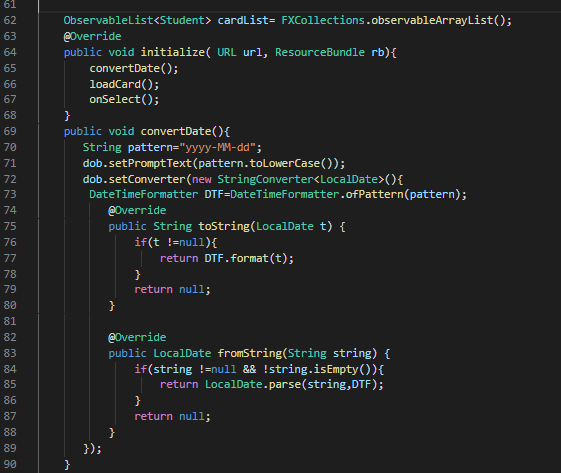 61
62 ObservableList<Student> cardList= FXCollections.observableArrayList();
63 @Override
64 public void initialize( URL url, ResourceBundle rb){
65 convertDate();
66 loadCard();
67 onSelect();
68 }
69 public void convertDate(){
70 String pattern="yyyy-MM-dd";
71 dob.setPromptText(pattern.toLowerCase());
72 dob.setConverter(new StringConverter<LocalDate>(){
73 DateTimeFormatter DTF=DateTimeFormatter.ofPattern(pattern);
74 @Override
75 public String toString(LocalDate t) {
76 if(t !=null){
77 return DTF.format(t);
78 }
79 return null;
80 }
81
82 @Override
83 public LocalDate fromString(String string) {
84 if(string !=null && !string.isEmpty()){
85 return LocalDate.parse(string,DTF);
86 }
87 return null;
88 }
89 });
90 }